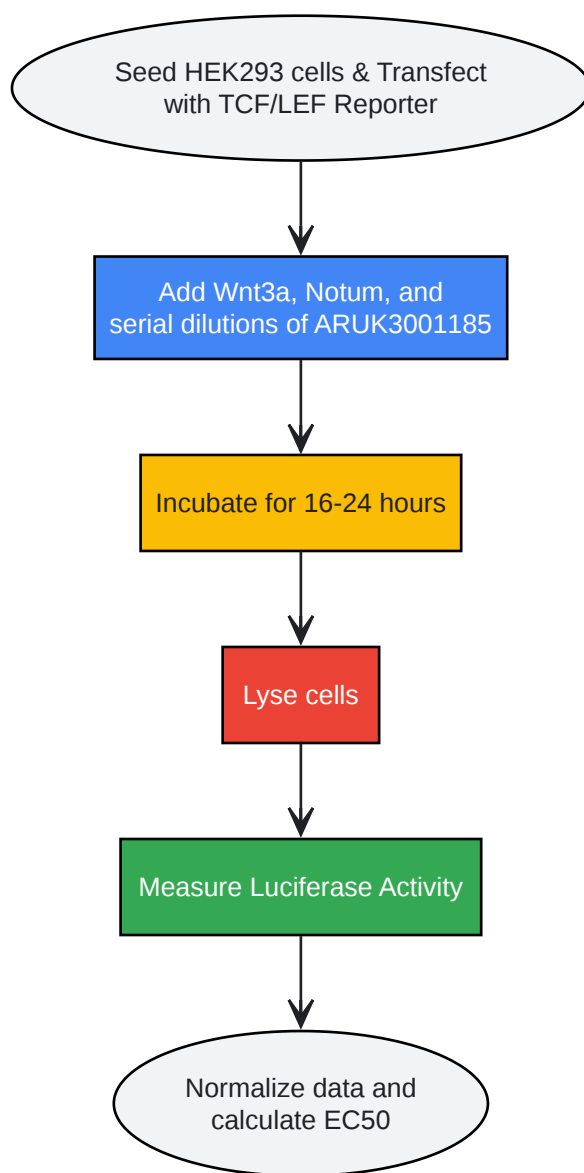 Seed HEK293 cells & Transfect
with TCF/LEF Reporter
Add Wnt3a, Notum, and
serial dilutions of ARUK3001185
Incubate for 16-24 hours
Lyse cells
Measure Luciferase Activity
Normalize data and
calculate EC50